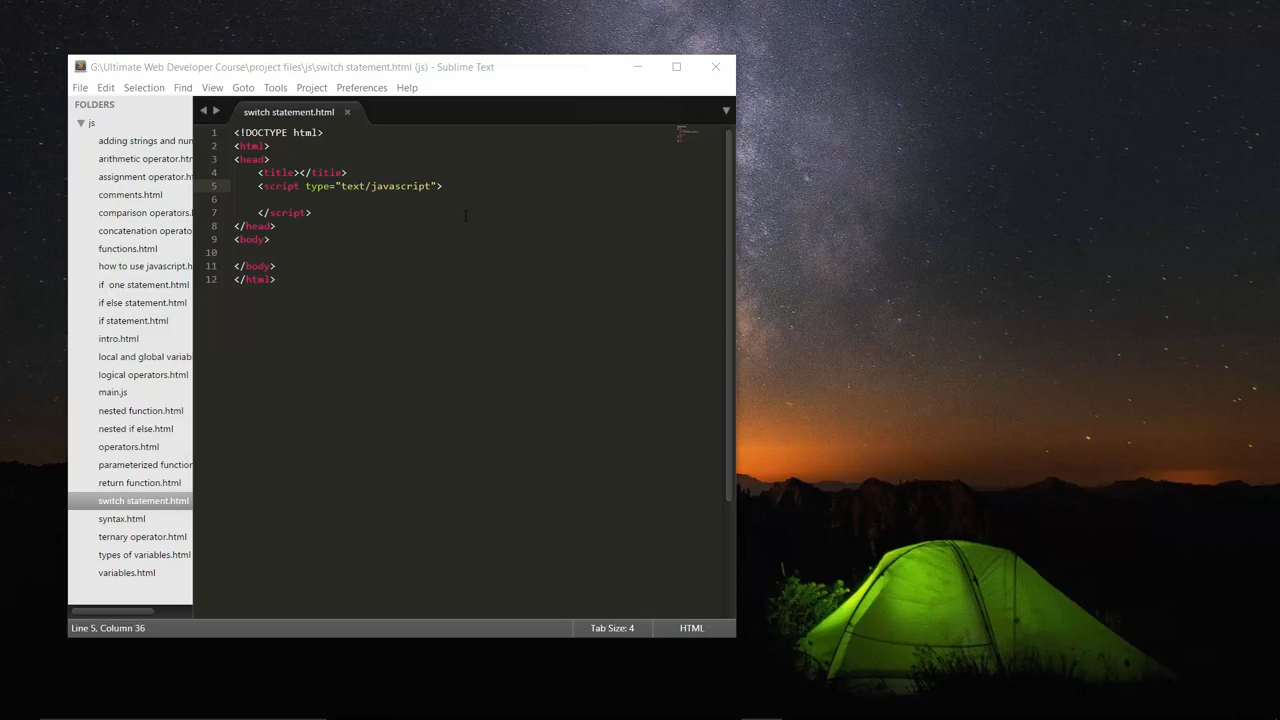 G:\Ultimate Web Developer Course\project files\js\switch statement.html (js) - Sublime Text
File Edit Selection Find View Goto Tools Project Preferences Help
FOLDERS
js
adding strings and num
arithmetic operator.htm
assignment operator.h
comments.html
comparison operators.
concatenation operato
functions.html
how to use javascript.h
if  one statement.html
if else statement.html
if statement.html
intro.html
local and global variab
logical operators.html
main.js
nested function.html
nested if else.html
operators.html
parameterized function
return function.html
switch statement.html
syntax.html
ternary operator.html
types of variables.html
variables.html
switch statement.html
1 <!DOCTYPE html>
2 <html>
3 <head>
4 <title></title>
5 <script type="text/javascript">
6
7 </script>
8 </head>
9 <body>
10
11 </body>
12 </html>
Line 5, Column 36 Tab Size: 4 HTML